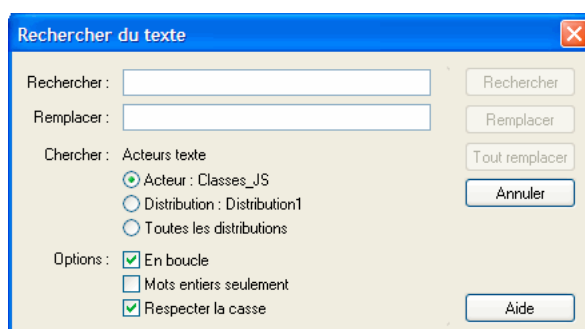 Rechercher du texte
Rechercher : Rechercher
Remplacer : Remplacer
Chercher : Acteurs texte Tout remplacer
Acteur : Classes_JS Annuler
Distribution : Distribution1
Toutes les distributions
Options : En boucle
Mots entiers seulement
Respecter la casse Aide